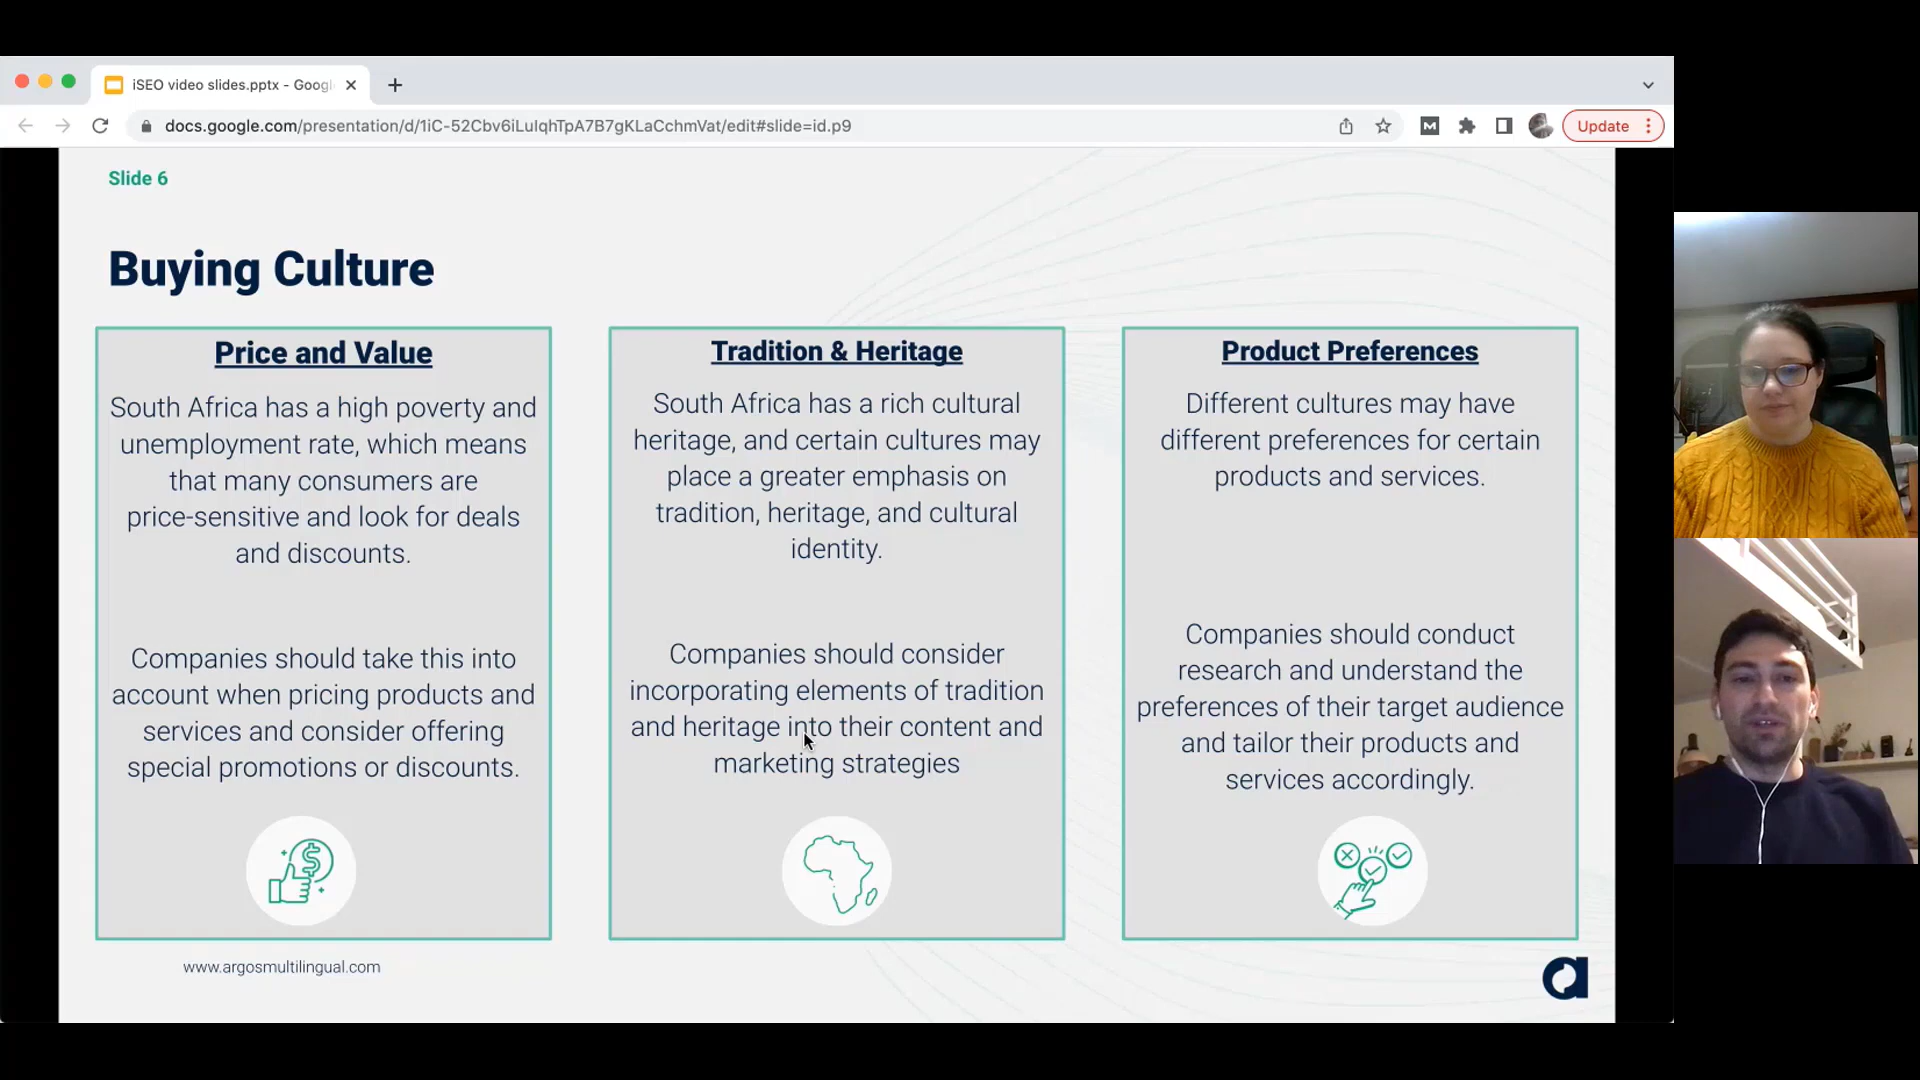 iSEO video slides.pptx - Googl
docs.google.com/presentation/d/1iC-52Cbv6iLuIqhTpA7B7gKLaCchmVat/edit#slide=id.p9
Update
Slide 6
Buying Culture
Price and Value
South Africa has a high poverty and
unemployment rate, which means
that many consumers are
price-sensitive and look for deals
and discounts.
Companies should take this into
account when pricing products and
services and consider offering
special promotions or discounts.
Tradition & Heritage
South Africa has a rich cultural
heritage, and certain cultures may
place a greater emphasis on
tradition, heritage, and cultural
identity.
Companies should consider
incorporating elements of tradition
and heritage into their content and
marketing strategies
Product Preferences
Different cultures may have
different preferences for certain
products and services.
Companies should conduct
research and understand the
preferences of their target audience
and tailor their products and
services accordingly.
www.argosmultilingual.com